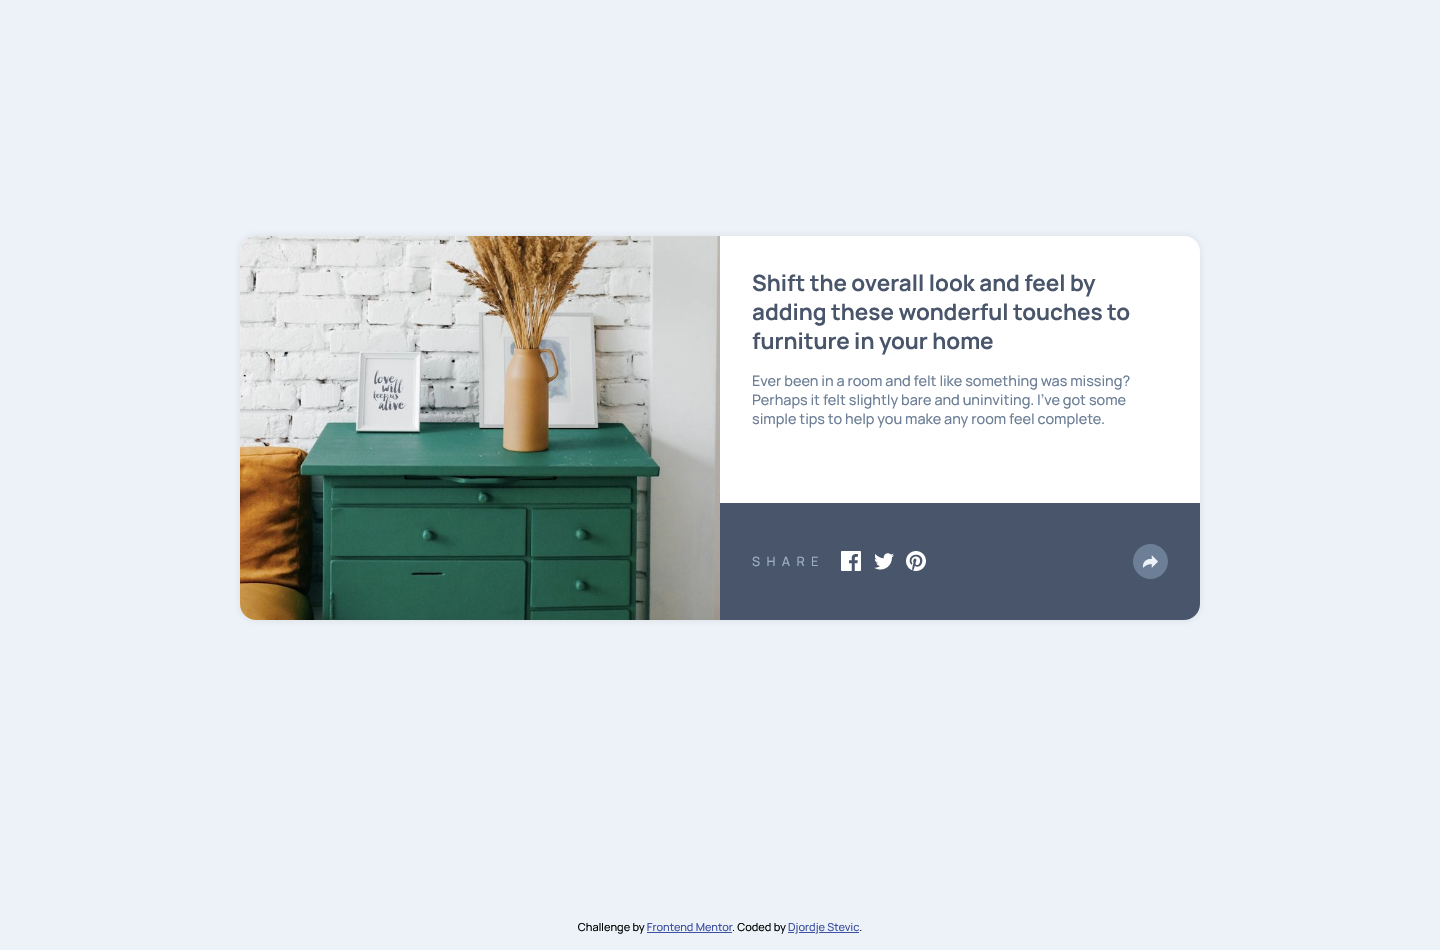 love
will
keep us
alive
Shift the overall look and feel by
adding these wonderful touches to
furniture in your home
Ever been in a room and felt like something was missing?
Perhaps it felt slightly bare and uninviting. I've got some
simple tips to help you make any room feel complete.
SHARE
Challenge by Frontend Mentor. Coded by Djordje Stevic.